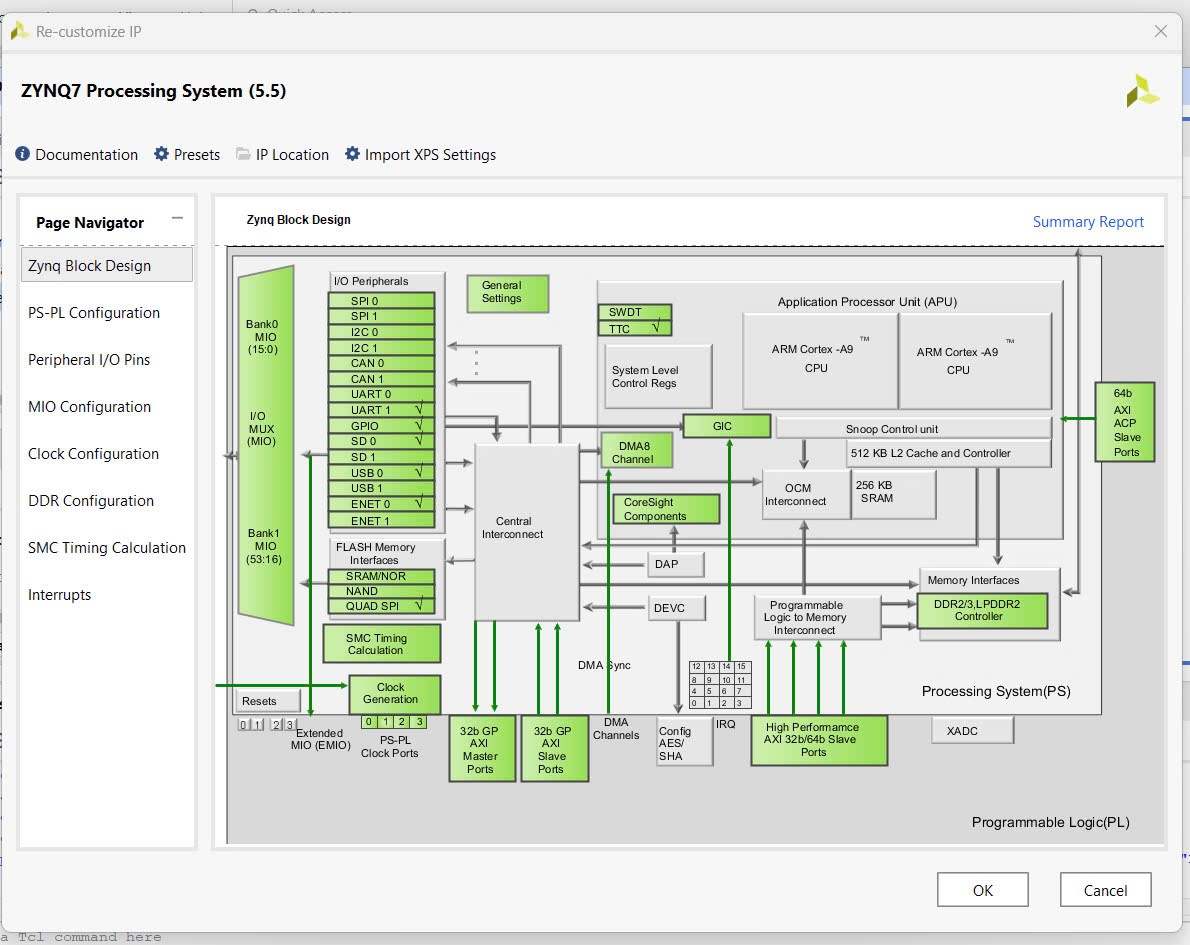 Quick Access
Re-customize IP
ZYNQ7 Processing System (5.5)
Documentation
Presets
IP Location
Import XPS Settings
Page Navigator
Zynq Block Design
PS-PL Configuration
Peripheral I/O Pins
MIO Configuration
Clock Configuration
DDR Configuration
SMC Timing Calculation
Interrupts
Zynq Block Design
Summary Report
Bank0
MIO
(15:0)
I/O
MUX
(MIO)
Bank1
MIO
(53:16)
I/O Peripherals
SPI 0
SPI 1
I2C 0
I2C 1
CAN 0
CAN 1
UART 0
UART 1 √
GPIO √
SD 0 √
SD 1
USB 0 √
USB 1
ENET 0 √
ENET 1
FLASH Memory
Interfaces
SRAM/NOR
NAND
QUAD SPI √
SMC Timing
Calculation
Clock
Generation
Resets
0 1 2 3
Extended
MIO (EMIO)
0 1 2 3
PS-PL
Clock Ports
General
Settings
Central
Interconnect
32b GP
AXI
Master
Ports
32b GP
AXI
Slave
Ports
Application Processor Unit (APU)
SWDT
TTC √
System Level
Control Regs
ARM Cortex -A9 ™
CPU
ARM Cortex -A9 ™
CPU
GIC
Snoop Control unit
DMA8
Channel
512 KB L2 Cache and Controller
OCM
Interconnect
256 KB
SRAM
CoreSight
Components
DAP
DEVC
64b
AXI
ACP
Slave
Ports
Memory Interfaces
DDR2/3,LPDDR2
Controller
Programmable
Logic to Memory
Interconnect
DMA Sync
12 13 14 15
8 9 10 11
4 5 6 7
0 1 2 3
IRQ
DMA
Channels
Config
AES/
SHA
High Performamce
AXI 32b/64b Slave
Ports
Processing System(PS)
XADC
Programmable Logic(PL)
OK
Cancel
a Tcl command here